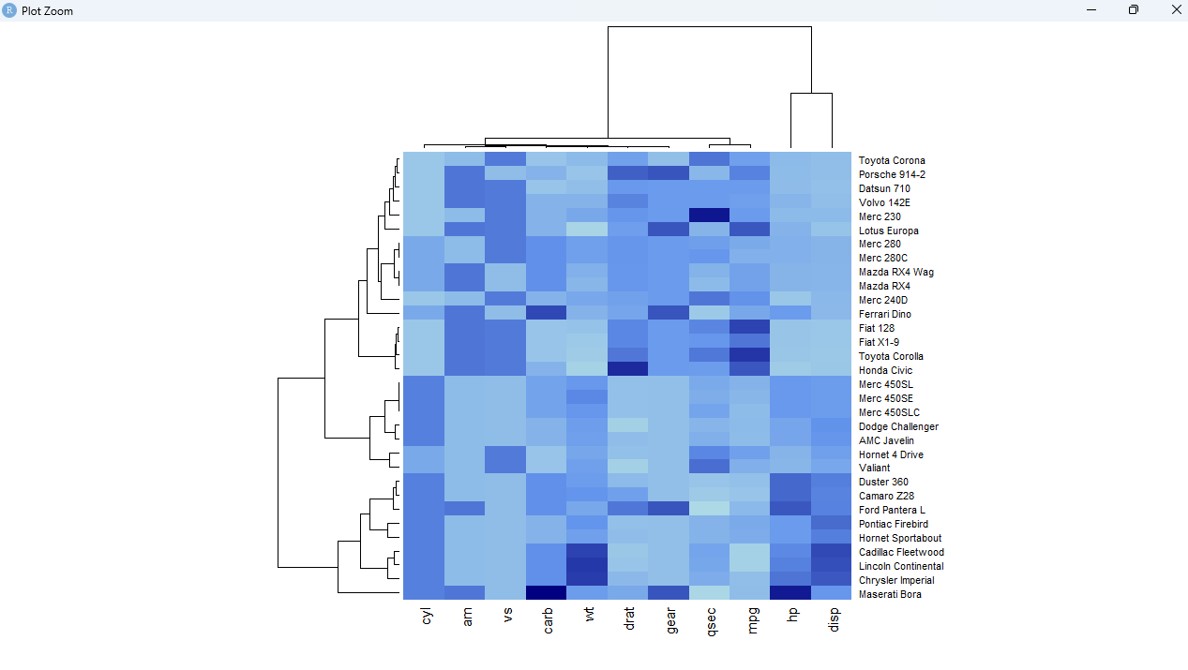 R Plot Zoom
Toyota Corona
Porsche 914-2
Datsun 710
Volvo 142E
Merc 230
Lotus Europa
Merc 280
Merc 280C
Mazda RX4 Wag
Mazda RX4
Merc 240D
Ferrari Dino
Fiat 128
Fiat X1-9
Toyota Corolla
Honda Civic
Merc 450SL
Merc 450SE
Merc 450SLC
Dodge Challenger
AMC Javelin
Hornet 4 Drive
Valiant
Duster 360
Camaro Z28
Ford Pantera L
Pontiac Firebird
Hornet Sportabout
Cadillac Fleetwood
Lincoln Continental
Chrysler Imperial
Maserati Bora
cyl
am
vs
carb
wt
drat
gear
qsec
mpg
hp
disp